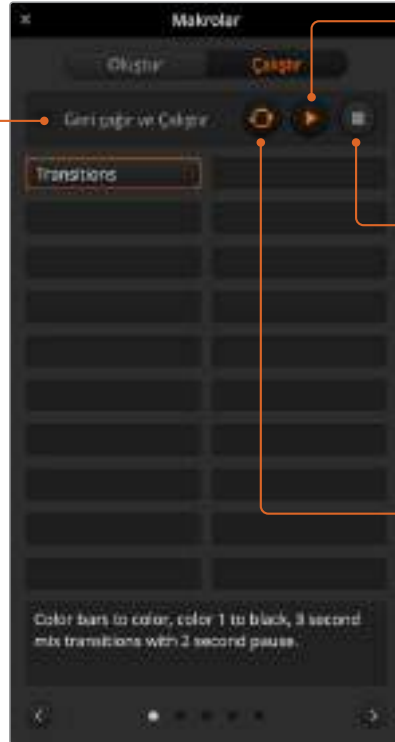 ×
Makrolar
Oluştur
Çalıştır
Geri çağır ve Çalıştır
Transitions
Color bars to color, color 1 to black, 3 second
mix transitions with 2 second pause.